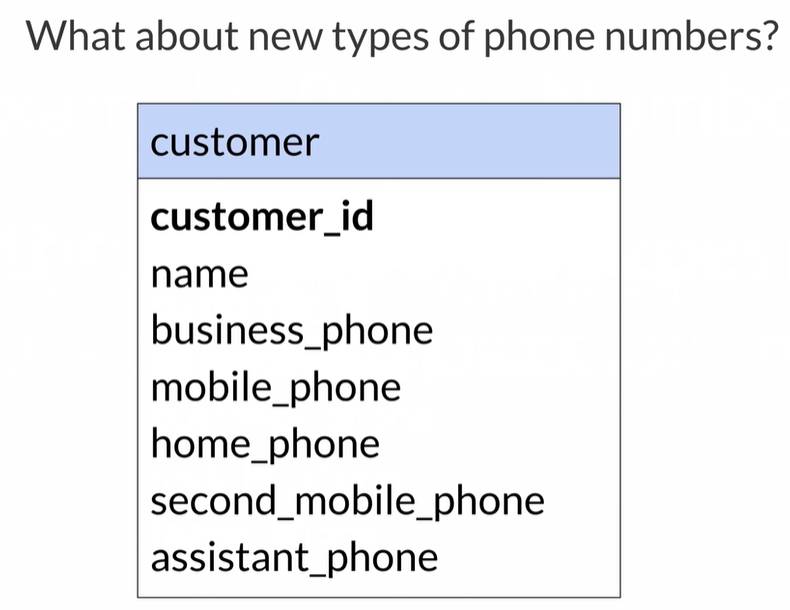 What about new types of phone numbers?
customer
customer_id
name
business_phone
mobile_phone
home_phone
second_mobile_phone
assistant_phone